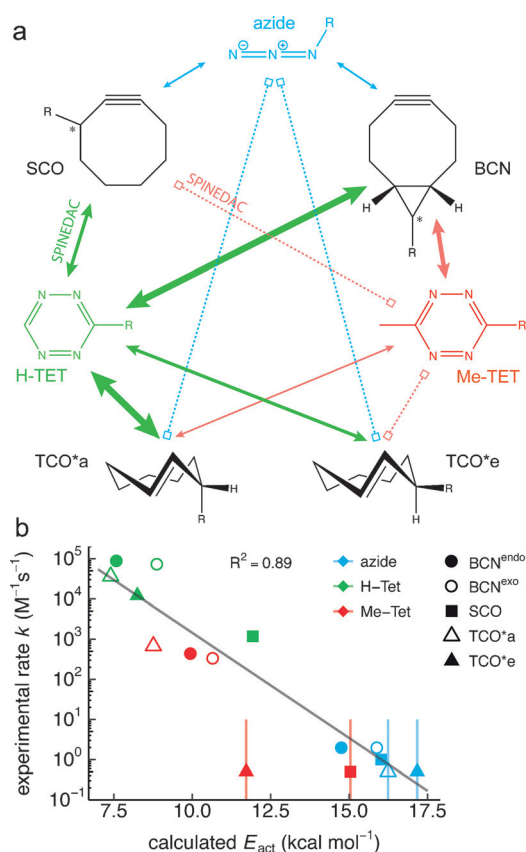 a
azide
R
N=N=N
⊖ ⊕
R
*
SCO
SPINEDAC
BCN
H H
*
R
SPINEDAC
N N
N N
R
H-TET
N N
N N
R
Me-TET
TCO*a
H
R
TCO*e
R
H
b
experimental rate k (M⁻¹s⁻¹)
10⁵
10⁴
10³
10²
10¹
10⁰
10⁻¹
R² = 0.89
azide
H-Tet
Me-Tet
BCNᵉⁿᵈᵒ
BCNᵉˣᵒ
SCO
TCO*a
TCO*e
7.5 10.0 12.5 15.0 17.5
calculated E_act (kcal mol⁻¹)